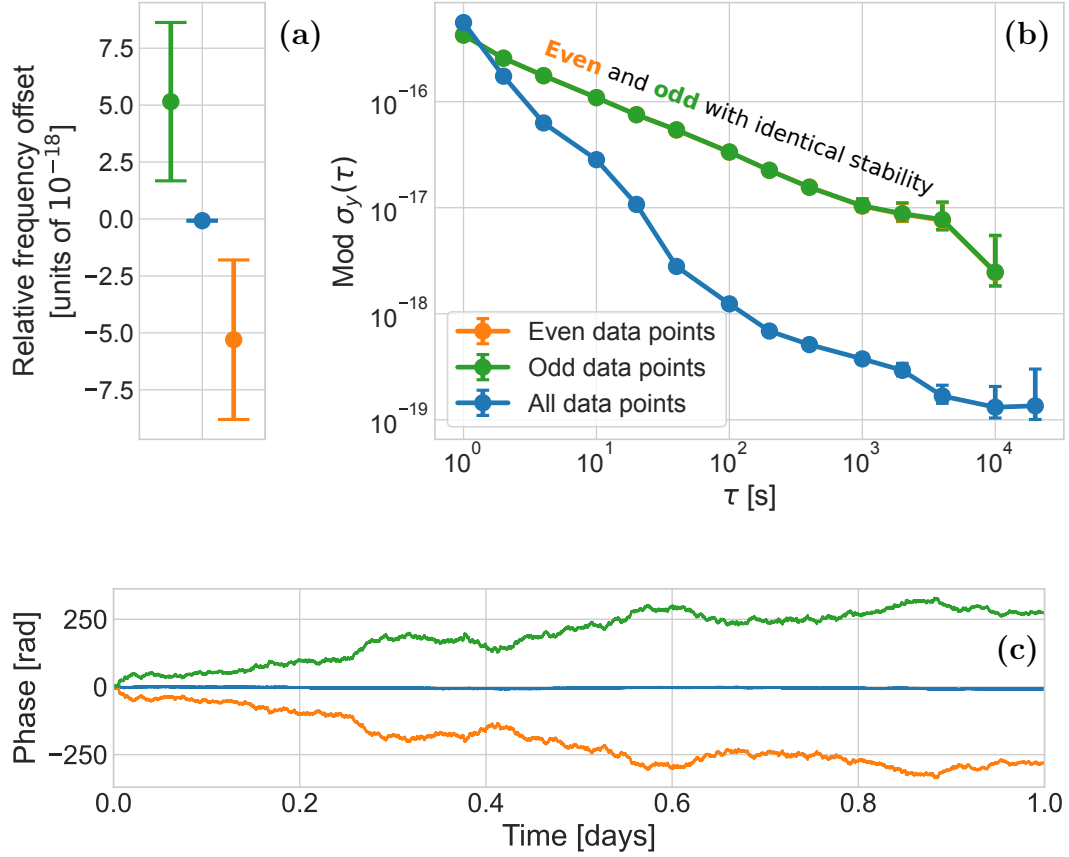 (a)
Relative frequency offset
[units of 10⁻¹⁸]
7.5
5.0
2.5
0.0
−2.5
−5.0
−7.5
(b)
Even and odd with identical stability
Mod σ_y(τ)
10⁻¹⁶
10⁻¹⁷
10⁻¹⁸
10⁻¹⁹
Even data points
Odd data points
All data points
10⁰ 10¹ 10² 10³ 10⁴
τ [s]
(c)
Phase [rad]
250
0
−250
0.0 0.2 0.4 0.6 0.8 1.0
Time [days]